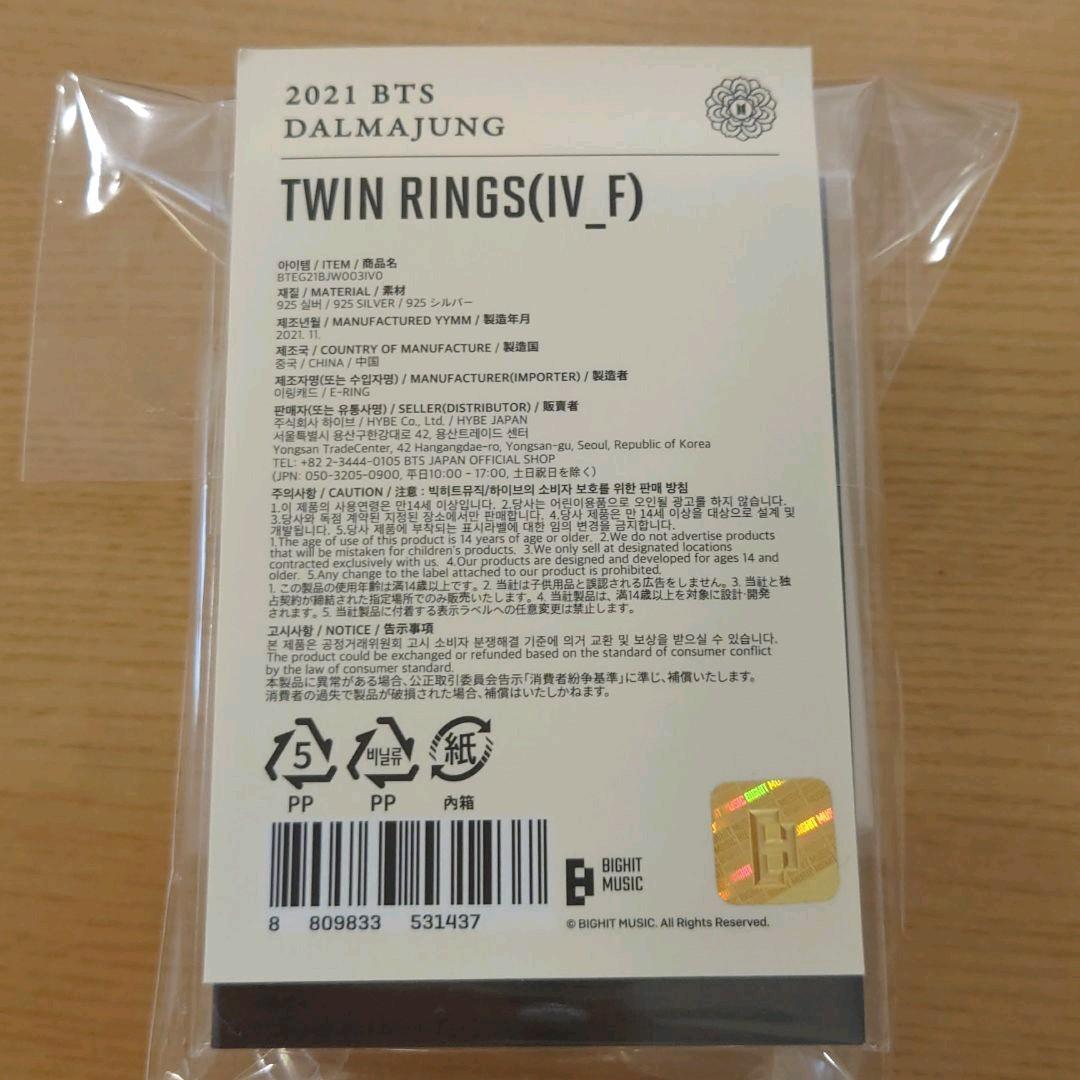 2021 BTS
DALMAJUNG
TWIN RINGS(IV_F)
아이템 / ITEM / 商品名
BTEG21BJW003IV0
재질 / MATERIAL / 素材
925 실버 / 925 SILVER / 925 シルバー
제조년월 / MANUFACTURED YYMM / 製造年月
2021. 11.
제조국 / COUNTRY OF MANUFACTURE / 製造国
중국 / CHINA / 中国
제조자명(또는 수입자명) / MANUFACTURER(IMPORTER) / 製造者
이링캐드 / E-RING
판매자(또는 유통사명) / SELLER(DISTRIBUTOR) / 販賣者
주식회사 하이브 / HYBE Co., Ltd. / HYBE JAPAN
서울특별시 용산구한강대로 42, 용산트레이드 센터
Yongsan TradeCenter, 42 Hangangdae-ro, Yongsan-gu, Seoul, Republic of Korea
TEL: +82 2-3444-0105 BTS JAPAN OFFICIAL SHOP
(JPN: 050-3205-0900, 平日10:00 - 17:00, 土日祝日を除く)
주의사항 / CAUTION / 注意 : 빅히트뮤직/하이브의 소비자 보호를 위한 판매 방침
1.이 제품의 사용연령은 만14세 이상입니다. 2.당사는 어린이용품으로 오인될 광고를 하지 않습니다.
3.당사와 독점 계약된 지정된 장소에서만 판매합니다. 4.당사 제품은 만 14세 이상을 대상으로 설계 및
개발됩니다. 5.당사 제품에 부착되는 표시라벨에 대한 임의 변경을 금지합니다.
1.The age of use of this product is 14 years of age or older. 2.We do not advertise products
that will be mistaken for children's products. 3.We only sell at designated locations
contracted exclusively with us. 4.Our products are designed and developed for ages 14 and
older. 5.Any change to the label attached to our product is prohibited.
1. この製品の使用年齢は満14歳以上です。2. 当社は子供用品と誤認される広告をしません。3. 当社と独
占契約が締結された指定場所でのみ販売いたします。4. 当社製品は、満14歳以上を対象に設計·開発
されます。5. 当社製品に付着する表示ラベルへの任意変更は禁止します。
고시사항 / NOTICE / 告示事項
본 제품은 공정거래위원회 고시 소비자 분쟁해결 기준에 의거 교환 및 보상을 받으실 수 있습니다.
The product could be exchanged or refunded based on the standard of consumer conflict
by the law of consumer standard.
本製品に異常がある場合、公正取引委員会告示「消費者紛争基準」に準じ、補償いたします。
消費者の過失で製品が破損された場合、補償はいたしかねます。
5 비닐류 紙
PP PP 內箱
8 809833 531437
BIGHIT
MUSIC
© BIGHIT MUSIC. All Rights Reserved.
BIGHIT MUSIC